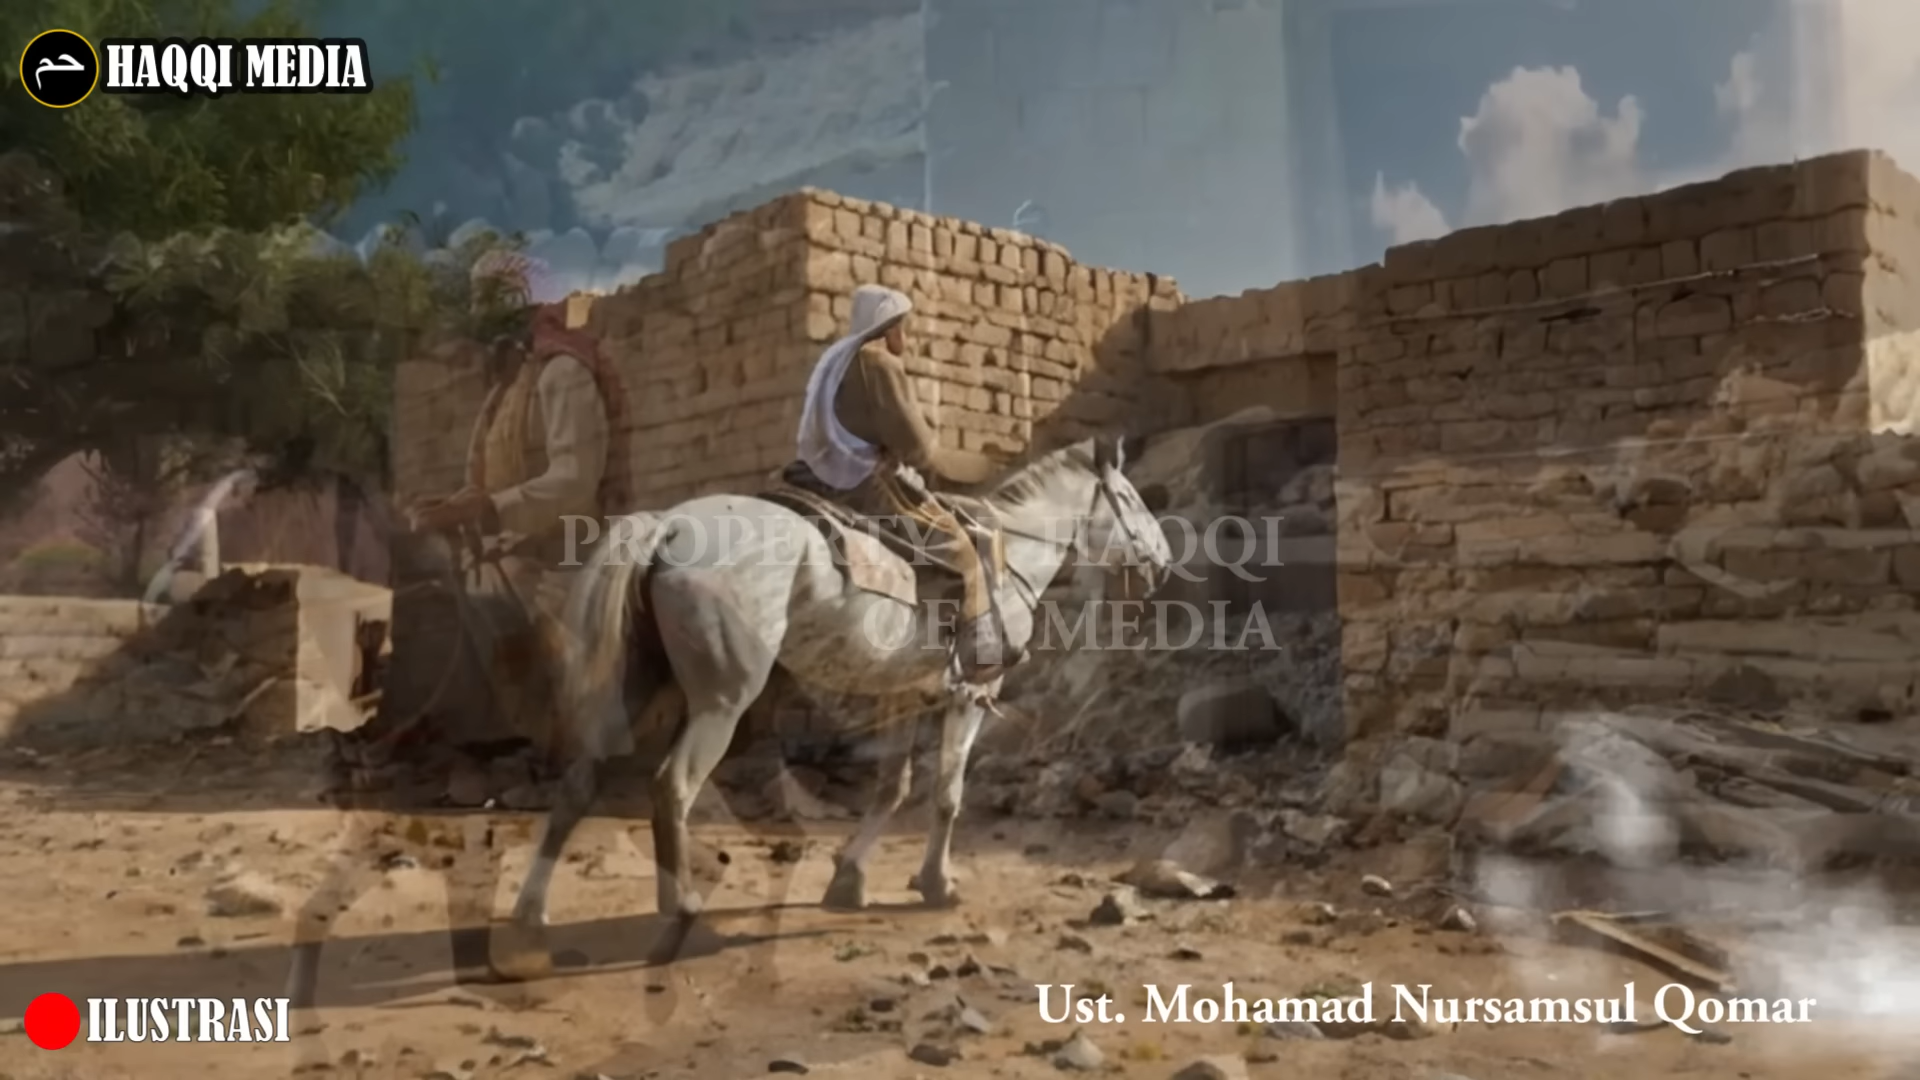 حم
HAQQI MEDIA
PROPERTY HAQQI
OF MEDIA
ILUSTRASI
Ust. Mohamad Nursamsul Qomar